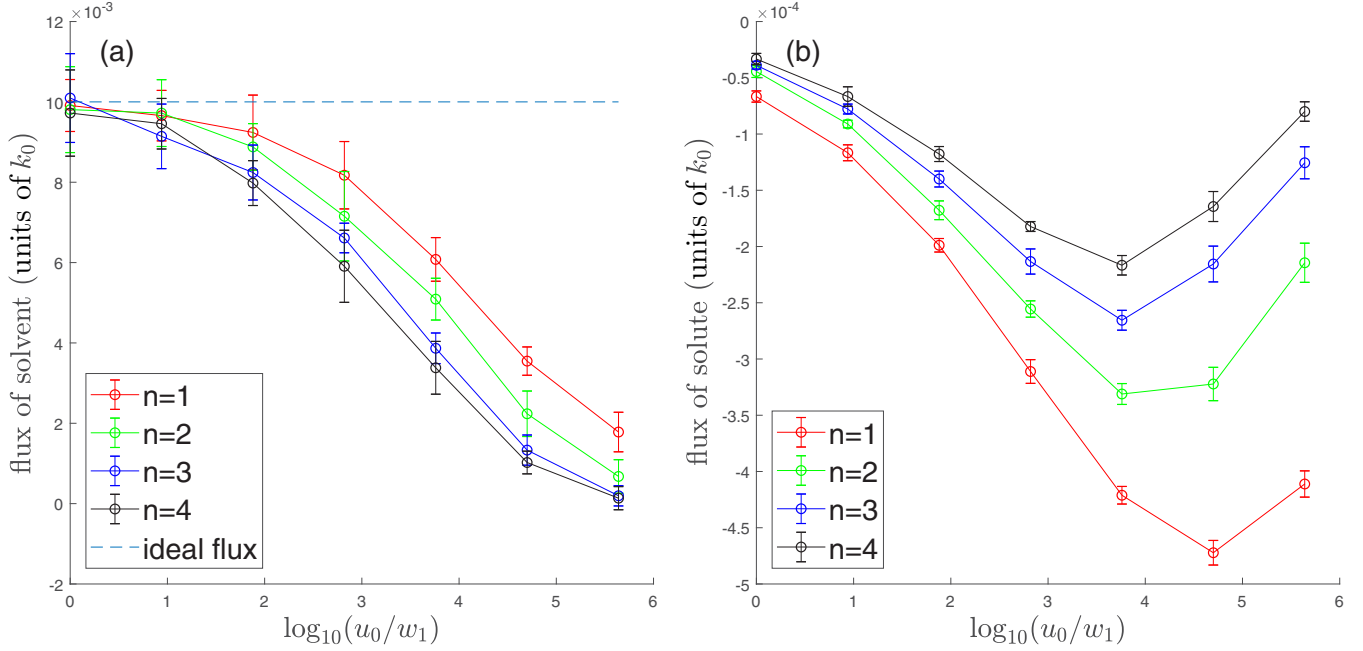 ×10⁻³
(a)
12
10
8
6
4
2
0
-2
flux of solvent (units of k₀)
n=1
n=2
n=3
n=4
ideal flux
0 1 2 3 4 5 6
log₁₀(u₀/w₁)
×10⁻⁴
(b)
0
-0.5
-1
-1.5
-2
-2.5
-3
-3.5
-4
-4.5
-5
flux of solute (units of k₀)
n=1
n=2
n=3
n=4
0 1 2 3 4 5 6
log₁₀(u₀/w₁)